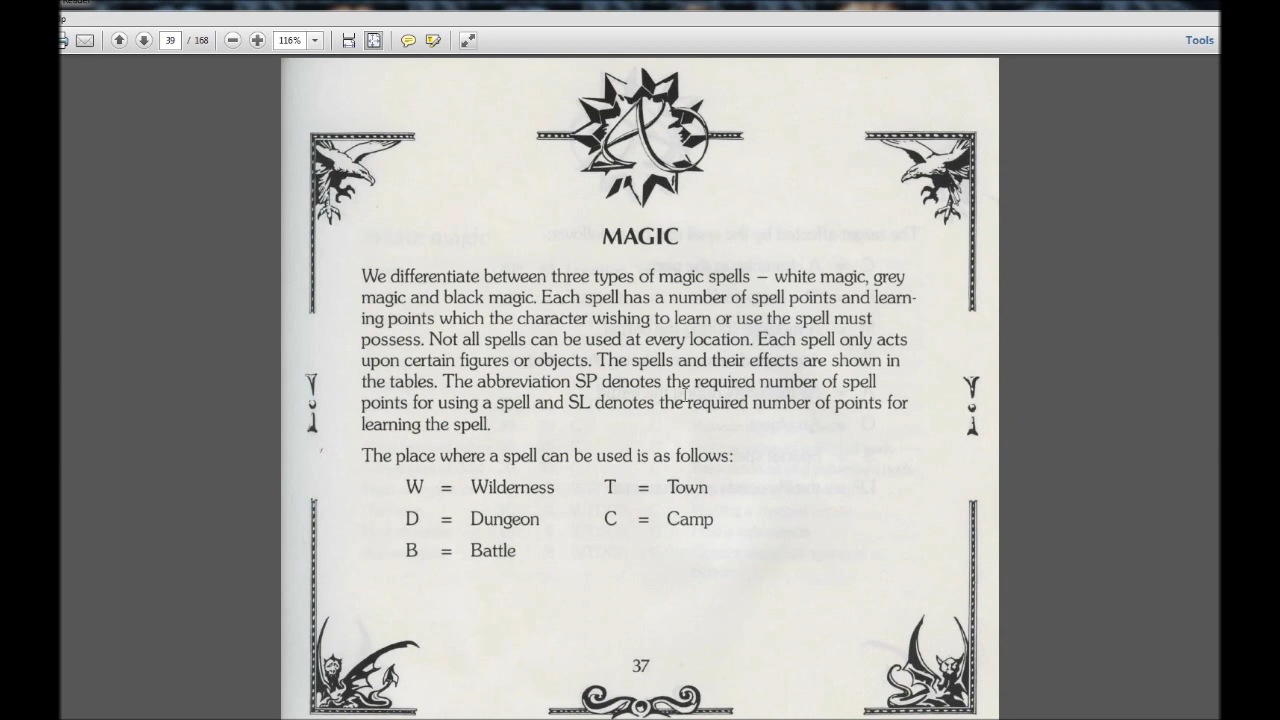 39 / 168
116%
Tools
MAGIC
We differentiate between three types of magic spells – white magic, grey
magic and black magic. Each spell has a number of spell points and learn-
ing points which the character wishing to learn or use the spell must
possess. Not all spells can be used at every location. Each spell only acts
upon certain figures or objects. The spells and their effects are shown in
the tables. The abbreviation SP denotes the required number of spell
points for using a spell and SL denotes the required number of points for
learning the spell.
The place where a spell can be used is as follows:
W = Wilderness T = Town
D = Dungeon C = Camp
B = Battle
37